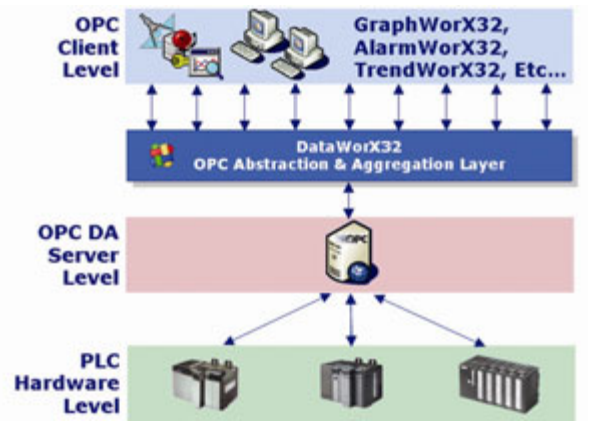 OPC
Client
Level
GraphWorX32,
AlarmWorX32,
TrendWorX32, Etc...
DataWorX32
OPC Abstraction & Aggregation Layer
OPC DA
Server
Level
OPC
PLC
Hardware
Level